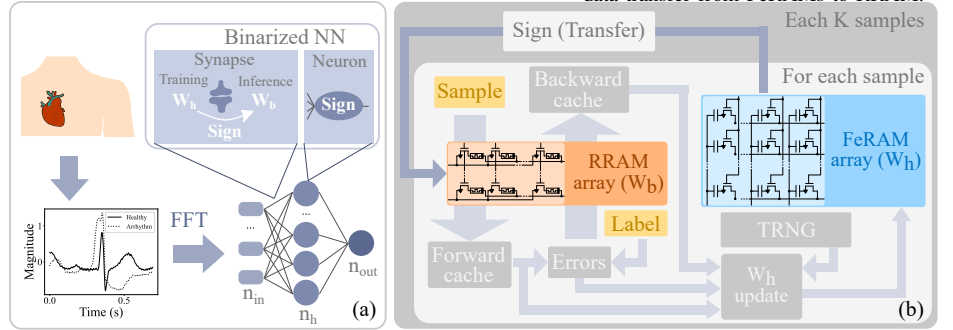 Binarized NN
Synapse
Neuron
Training
Inference
Wh
Wb
Sign
Sign
1
0
Magnitude
Healthy
Arrhythm
0.0
0.5
Time (s)
FFT
...
...
...
nin
nh
nout
(a)
Each K samples
Sign (Transfer)
For each sample
Sample
Backward
cache
RRAM
array (Wb)
FeRAM
array (Wh)
Label
Forward
cache
Errors
TRNG
Wh
update
(b)